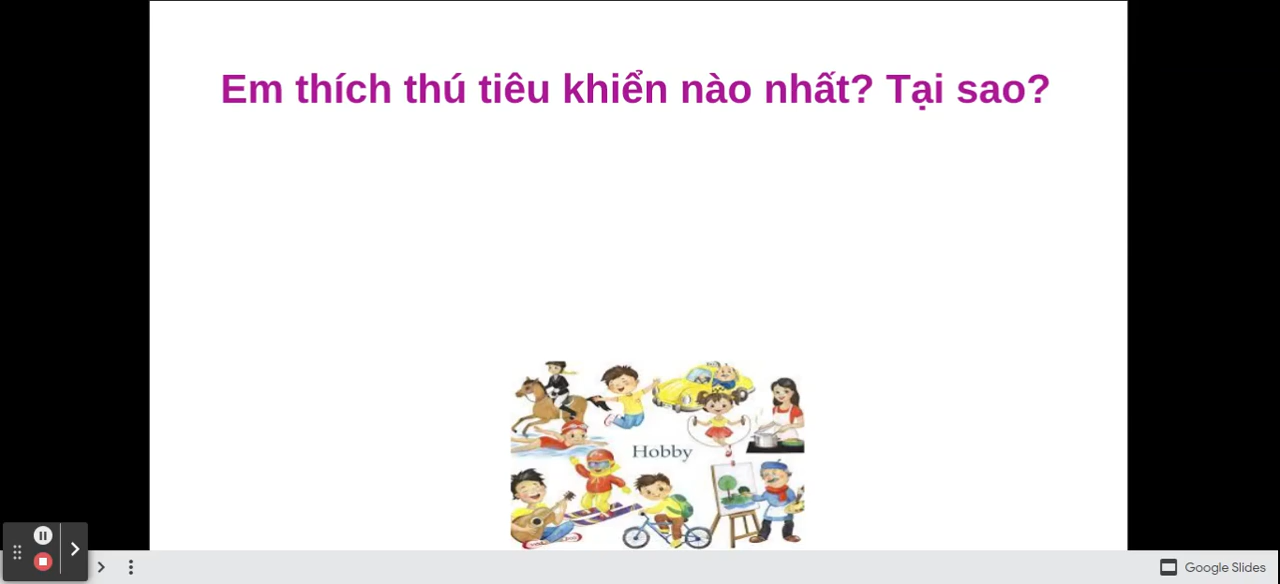 Em thích thú tiêu khiển nào nhất? Tại sao?
Hobby
Google Slides